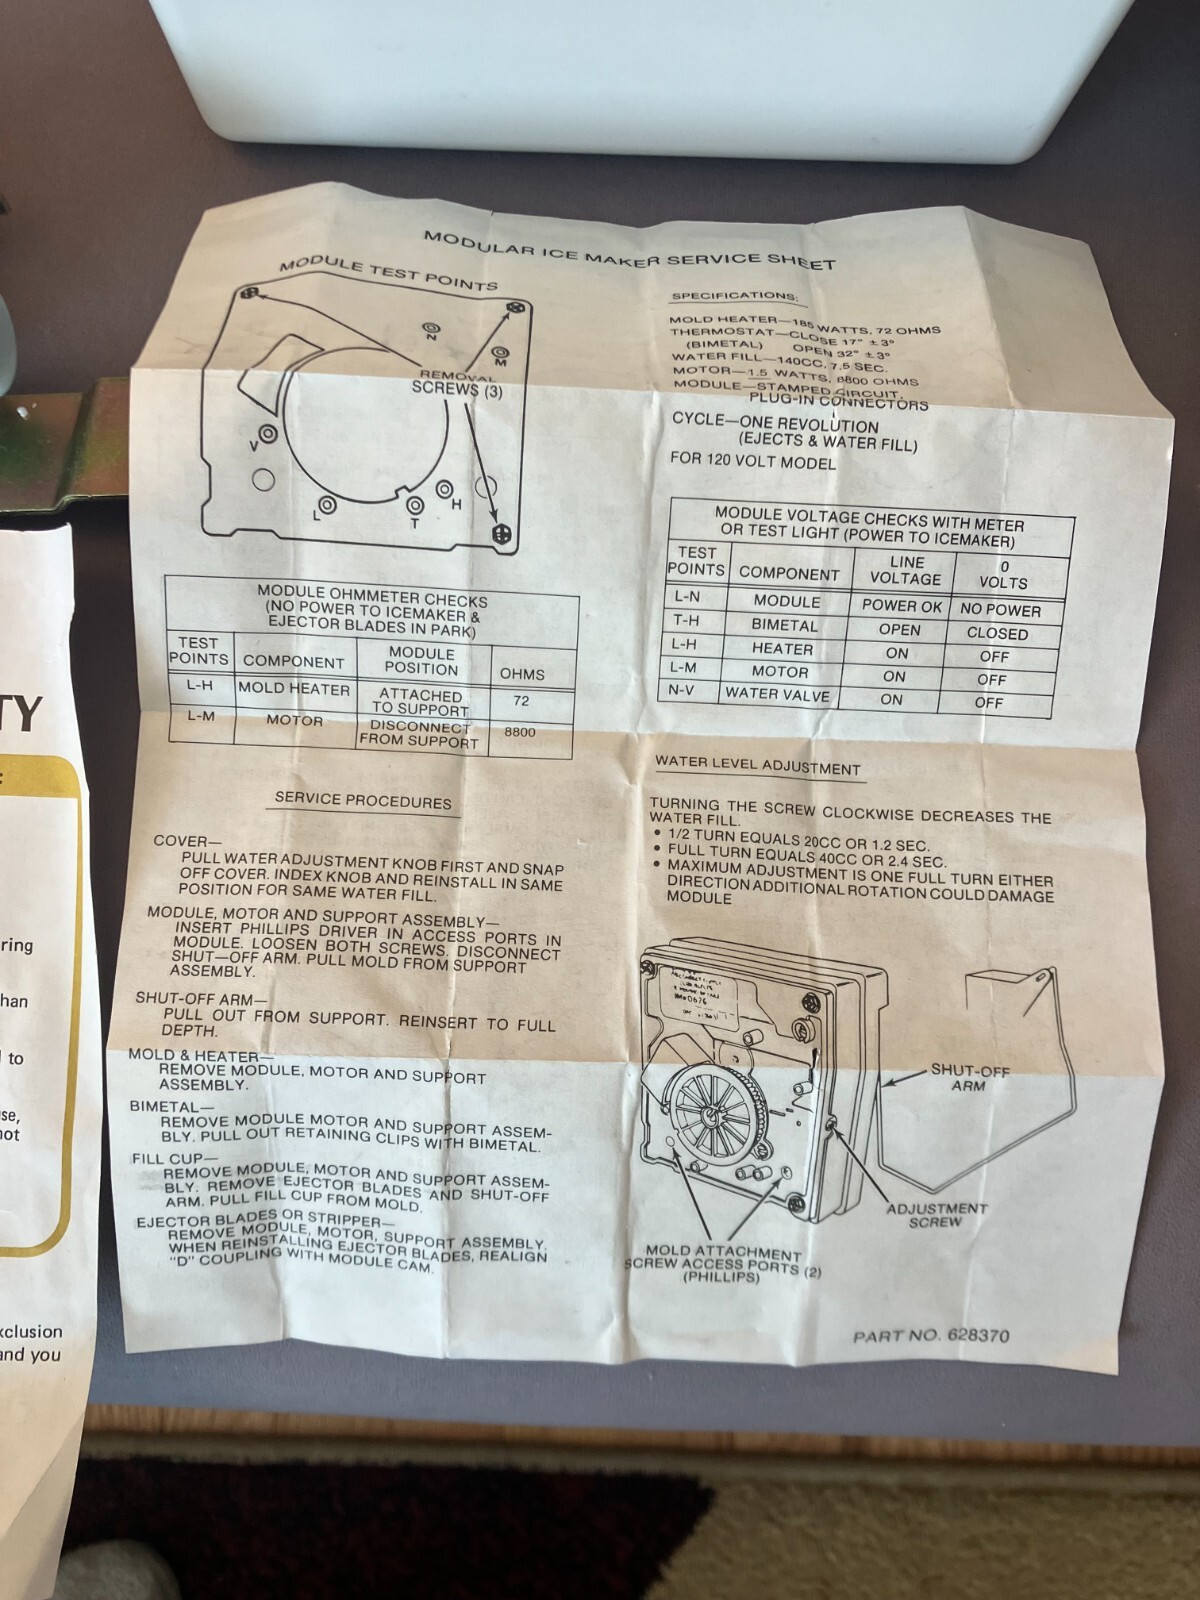 MODULAR ICE MAKER SERVICE SHEET
MODULE TEST POINTS
N
M
REMOVAL
SCREWS (3)
V
L
T
H
SPECIFICATIONS:
MOLD HEATER—185 WATTS, 72 OHMS
THERMOSTAT—CLOSE 17° ± 3°
(BIMETAL) OPEN 32° ± 3°
WATER FILL—140CC, 7.5 SEC.
MOTOR—1.5 WATTS, 8800 OHMS
MODULE—STAMPED CIRCUIT,
PLUG-IN CONNECTORS
CYCLE—ONE REVOLUTION
(EJECTS & WATER FILL)
FOR 120 VOLT MODEL
MODULE OHMMETER CHECKS
(NO POWER TO ICEMAKER &
EJECTOR BLADES IN PARK)
TEST POINTS COMPONENT MODULE POSITION OHMS
L-H MOLD HEATER ATTACHED TO SUPPORT 72
L-M MOTOR DISCONNECT FROM SUPPORT 8800
MODULE VOLTAGE CHECKS WITH METER
OR TEST LIGHT (POWER TO ICEMAKER)
TEST POINTS COMPONENT LINE VOLTAGE 0 VOLTS
L-N MODULE POWER OK NO POWER
T-H BIMETAL OPEN CLOSED
L-H HEATER ON OFF
L-M MOTOR ON OFF
N-V WATER VALVE ON OFF
SERVICE PROCEDURES
COVER—
PULL WATER ADJUSTMENT KNOB FIRST AND SNAP
OFF COVER. INDEX KNOB AND REINSTALL IN SAME
POSITION FOR SAME WATER FILL.
MODULE, MOTOR AND SUPPORT ASSEMBLY—
INSERT PHILLIPS DRIVER IN ACCESS PORTS IN
MODULE. LOOSEN BOTH SCREWS. DISCONNECT
SHUT—OFF ARM. PULL MOLD FROM SUPPORT
ASSEMBLY.
SHUT-OFF ARM—
PULL OUT FROM SUPPORT. REINSERT TO FULL
DEPTH.
MOLD & HEATER—
REMOVE MODULE, MOTOR AND SUPPORT
ASSEMBLY.
BIMETAL—
REMOVE MODULE MOTOR AND SUPPORT ASSEM-
BLY. PULL OUT RETAINING CLIPS WITH BIMETAL.
FILL CUP—
REMOVE MODULE, MOTOR AND SUPPORT ASSEM-
BLY. REMOVE EJECTOR BLADES AND SHUT-OFF
ARM. PULL FILL CUP FROM MOLD.
EJECTOR BLADES OR STRIPPER—
REMOVE MODULE, MOTOR, SUPPORT ASSEMBLY.
WHEN REINSTALLING EJECTOR BLADES, REALIGN
"D" COUPLING WITH MODULE CAM.
WATER LEVEL ADJUSTMENT
TURNING THE SCREW CLOCKWISE DECREASES THE
WATER FILL.
• 1/2 TURN EQUALS 20CC OR 1.2 SEC.
• FULL TURN EQUALS 40CC OR 2.4 SEC.
• MAXIMUM ADJUSTMENT IS ONE FULL TURN EITHER
DIRECTION ADDITIONAL ROTATION COULD DAMAGE
MODULE
SHUT-OFF
ARM
ADJUSTMENT
SCREW
MOLD ATTACHMENT
SCREW ACCESS PORTS (2)
(PHILLIPS)
PART NO. 628370
TY
:
ring
han
to
se,
not
xclusion
and you